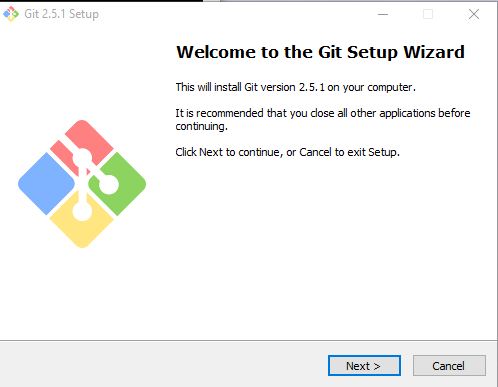 Git 2.5.1 Setup
Welcome to the Git Setup Wizard
This will install Git version 2.5.1 on your computer.
It is recommended that you close all other applications before
continuing.
Click Next to continue, or Cancel to exit Setup.
Next >
Cancel